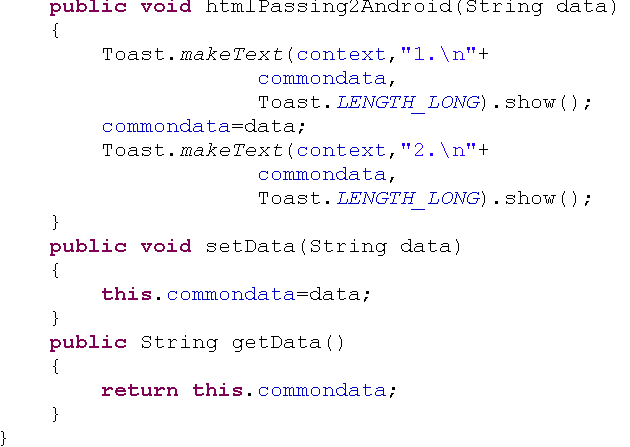 public void htmlPassing2Android(String data)
{
Toast.makeText(context,"1.\n"+
commondata,
Toast.LENGTH_LONG).show();
commondata=data;
Toast.makeText(context,"2.\n"+
commondata,
Toast.LENGTH_LONG).show();
}
public void setData(String data)
{
this.commondata=data;
}
public String getData()
{
return this.commondata;
}
}